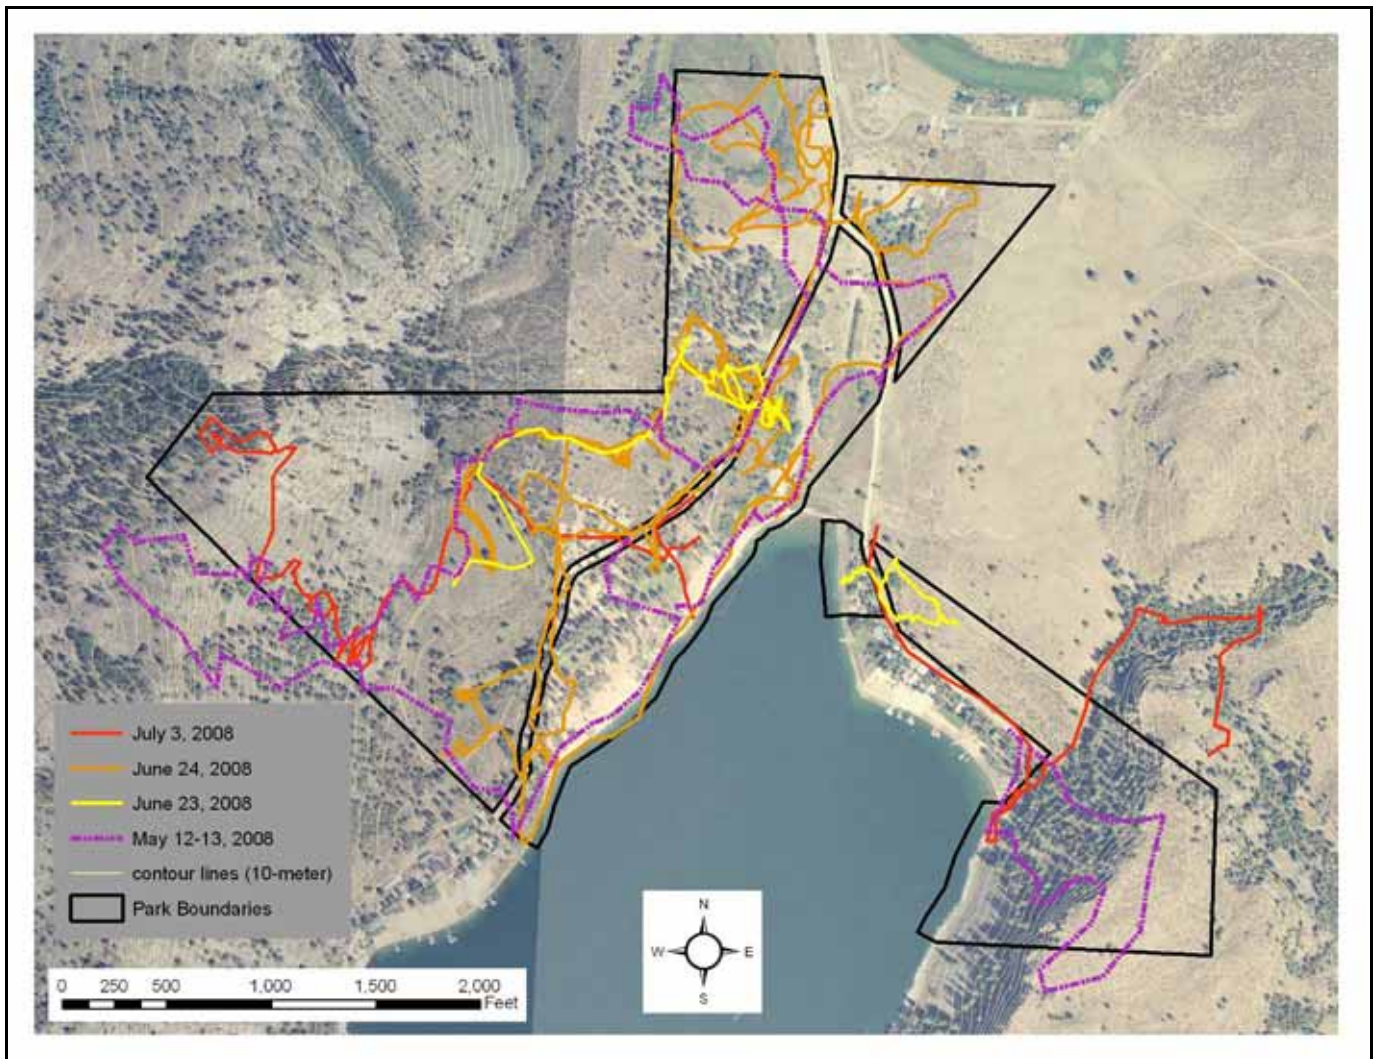 July 3, 2008
June 24, 2008
June 23, 2008
May 12-13, 2008
contour lines (10-meter)
Park Boundaries
0 250 500 1,000 1,500 2,000
Feet
N
W E
S